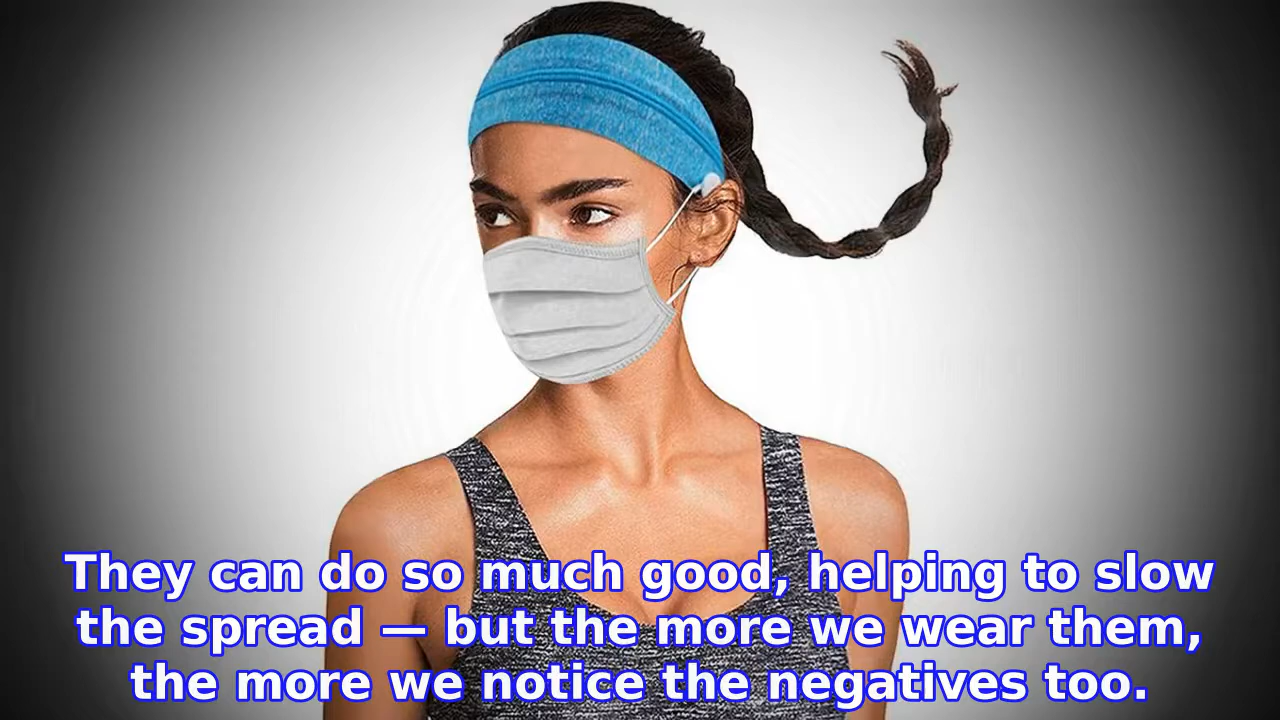 They can do so much good, helping to slow
the spread — but the more we wear them,
the more we notice the negatives too.